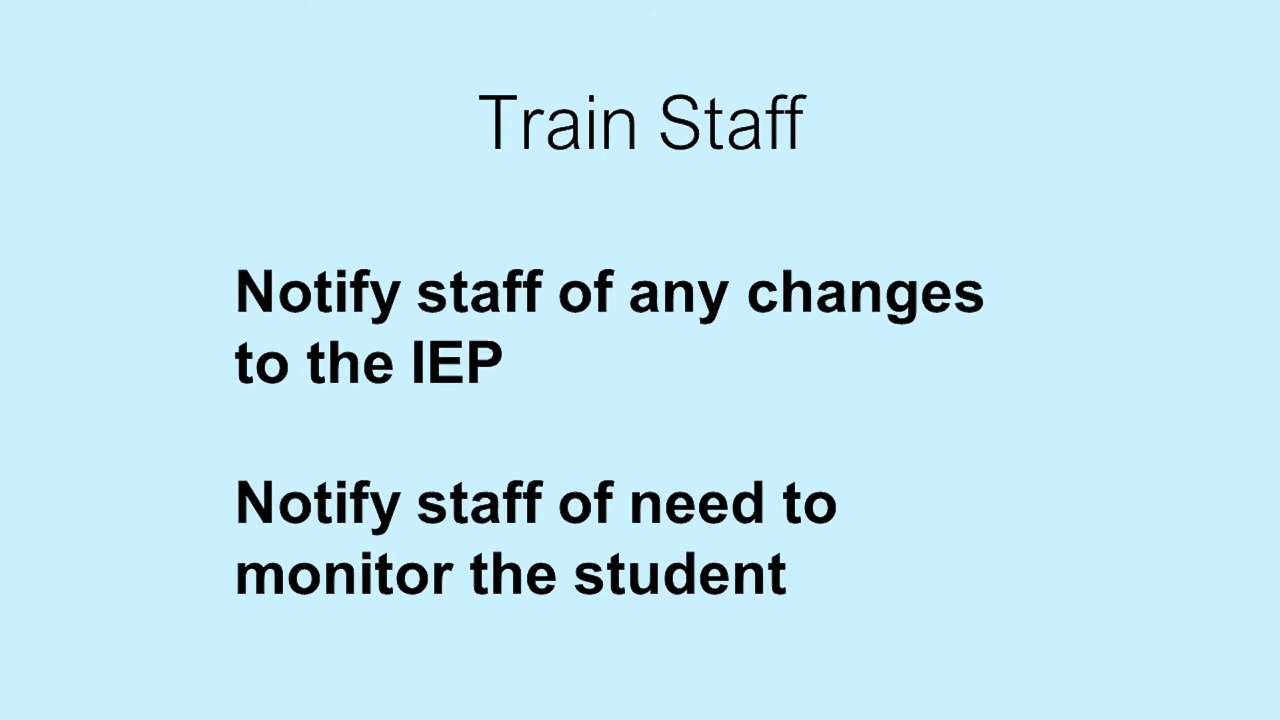 Train Staff
Notify staff of any changes
to the IEP
Notify staff of need to
monitor the student